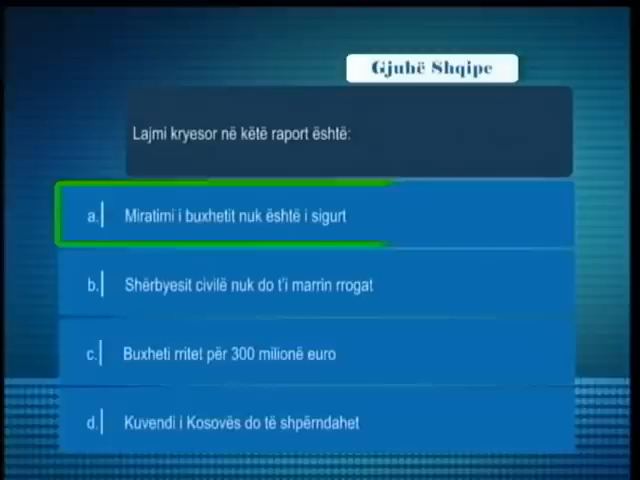 Gjuhë Shqipe
Lajmi kryesor në këtë raport është:
a. Miratimi i buxhetit nuk është i sigurt
b. Shërbyesit civilë nuk do t'i marrin rrogat
c. Buxheti rritet për 300 milionë euro
d. Kuvendi i Kosovës do të shpërndahet